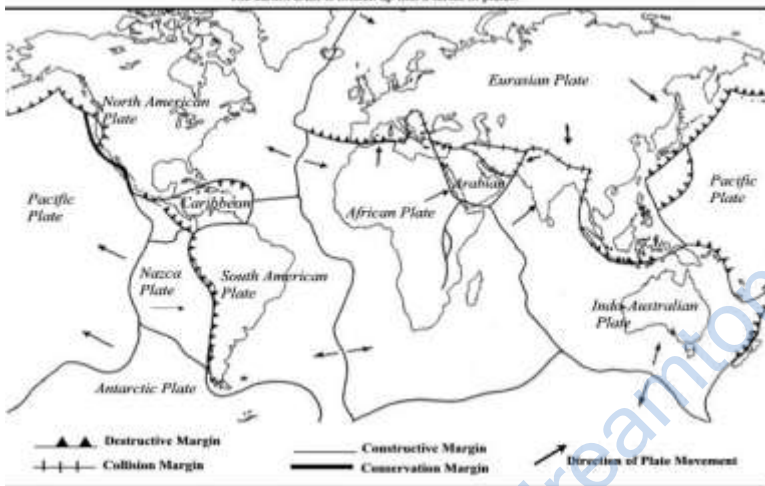 Eurasian Plate
North American
Plate
Pacific
Plate
Caribbean
Arabian
African Plate
Pacific
Plate
Nazca
Plate
South American
Plate
Indo-Australian
Plate
Antarctic Plate
Destructive Margin
Constructive Margin
Direction of Plate Movement
Collision Margin
Conservation Margin